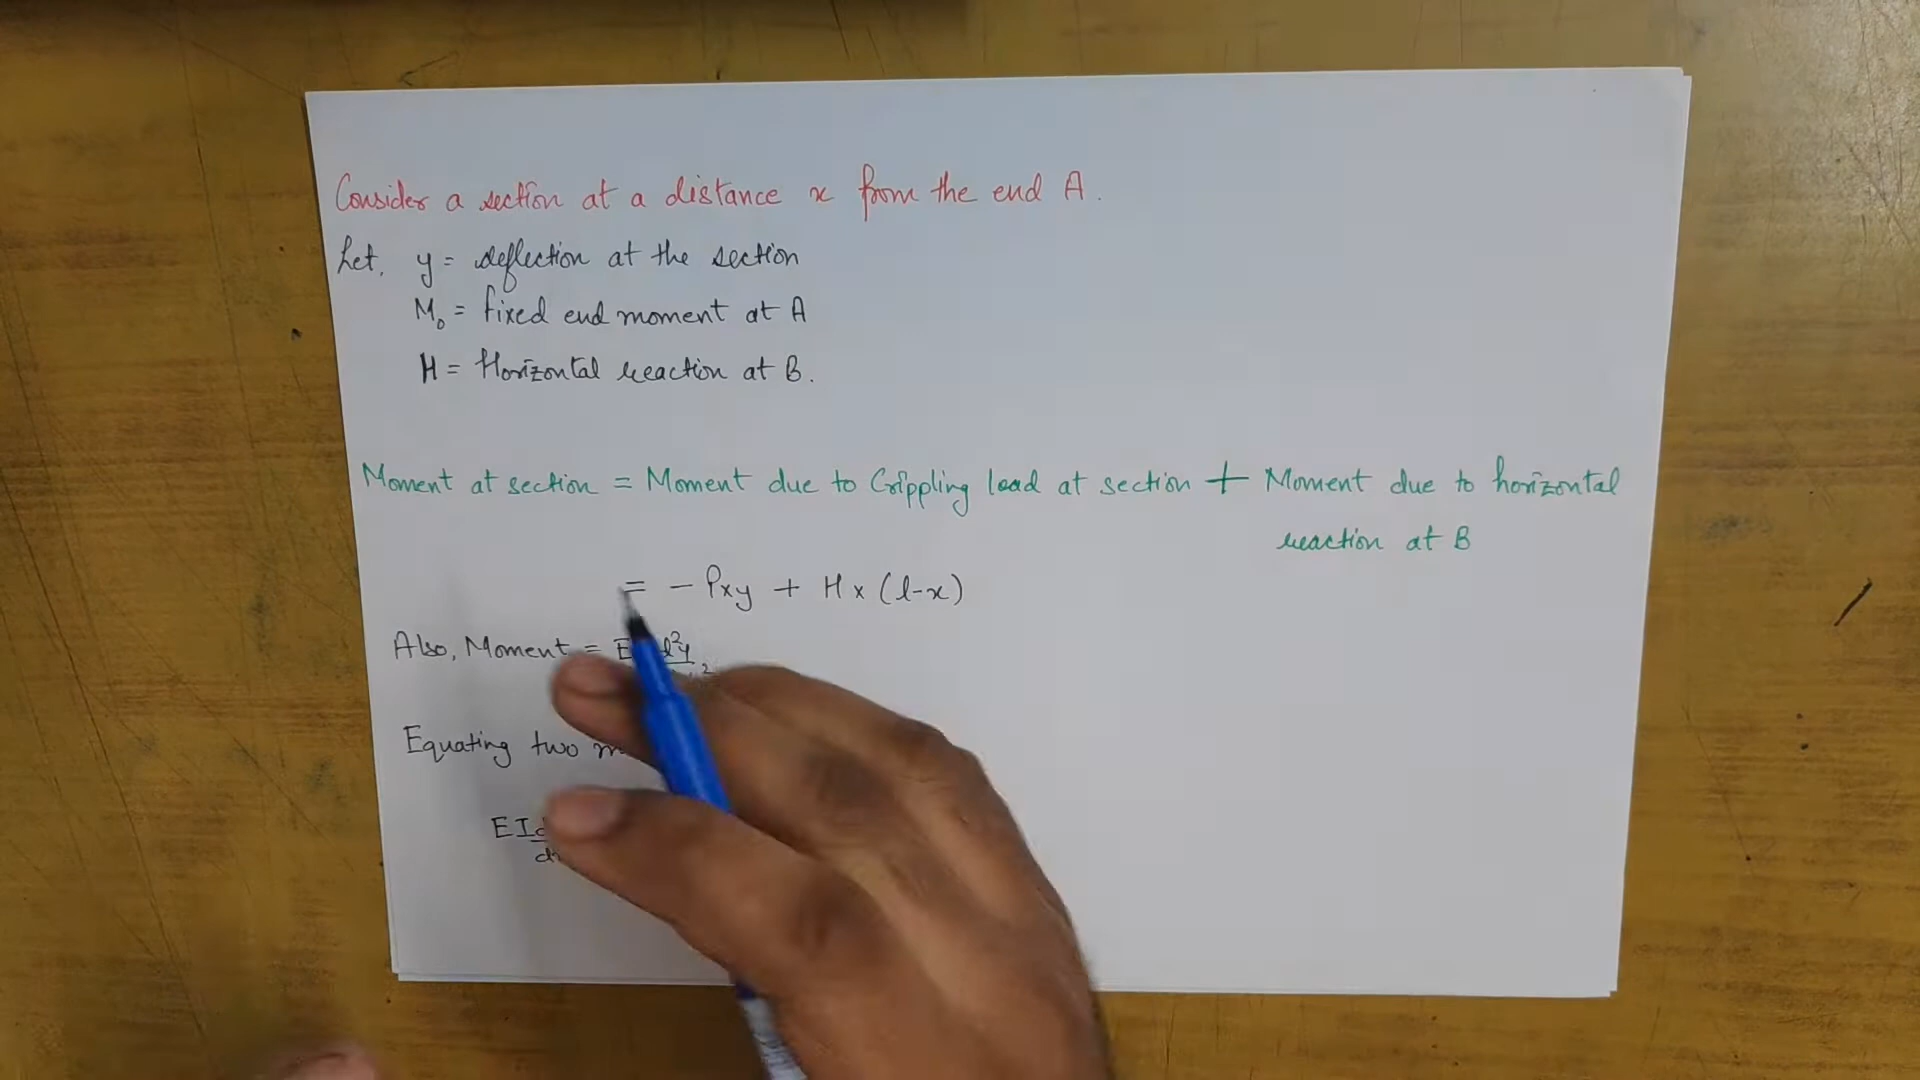 Consider a section at a distance x from the end A.
Let, y = deflection at the section
M₀ = fixed end moment at A
H = Horizontal reaction at B.
Moment at section = Moment due to Crippling load at section + Moment due to horizontal
reaction at B
= - P×y + H × (l-x)
Also, Moment =
Equating two
EI